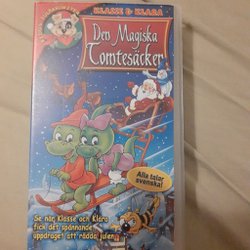 KLASSE & KLARA
Den Magiska
Tomtesäcken
Alla talar
svenska!
Se när Klasse och Klara
fick det spännande
uppdraget att rädda julen